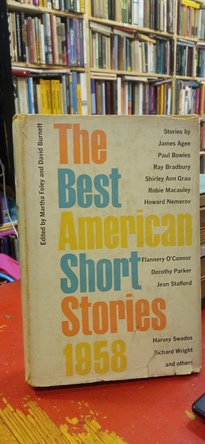 Edited by Martha Foley and David Burnett
The
Best
American
Short
Stories
1958
Stories by
James Agee
Paul Bowles
Ray Bradbury
Shirley Ann Grau
Robie Macauley
Howard Nemerov
Flannery O'Connor
Dorothy Parker
Jean Stafford
Harvey Swados
Richard Wright
and others